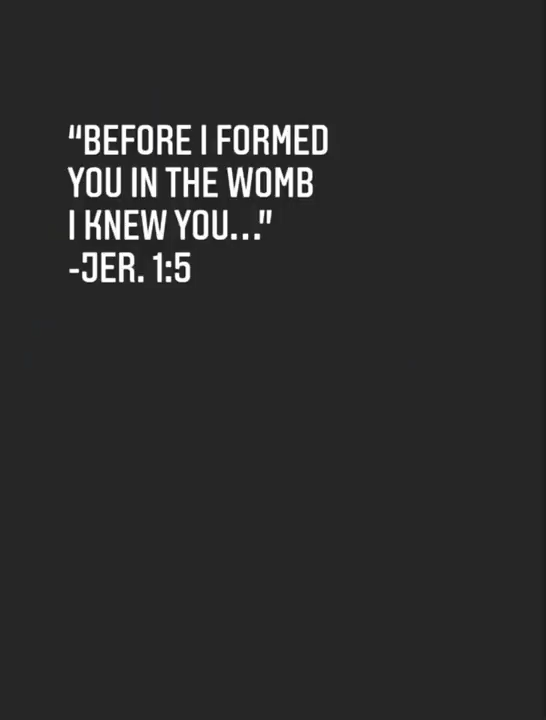 "BEFORE I FORMED
YOU IN THE WOMB
I KNEW YOU..."
-JER. 1:5